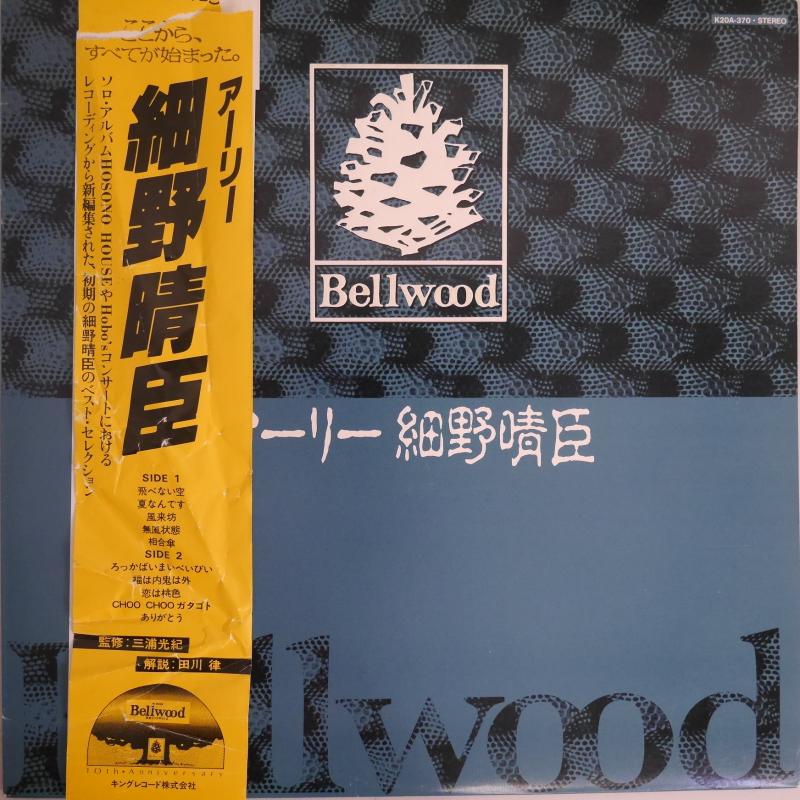 K20A-370・STEREO
ここから、
すべてが始まった。
アーリー
細野晴臣
ソロ・アルバムHOSONO HOUSEやHobo'sコンサートにおける
レコーディングから新編集された、初期の細野晴臣のベスト・セレクション
SIDE 1
飛べない空
夏なんです
風来坊
無風状態
相合傘
SIDE 2
ろっかばいまいべいびい
福は内鬼は外
恋は桃色
CHOO CHOOガタゴト
ありがとう
監修:三浦光紀
解説:田川 律
Bellwood
10th・Anniversary
キングレコード株式会社
Bellwood
アーリー 細野晴臣
Bellwood